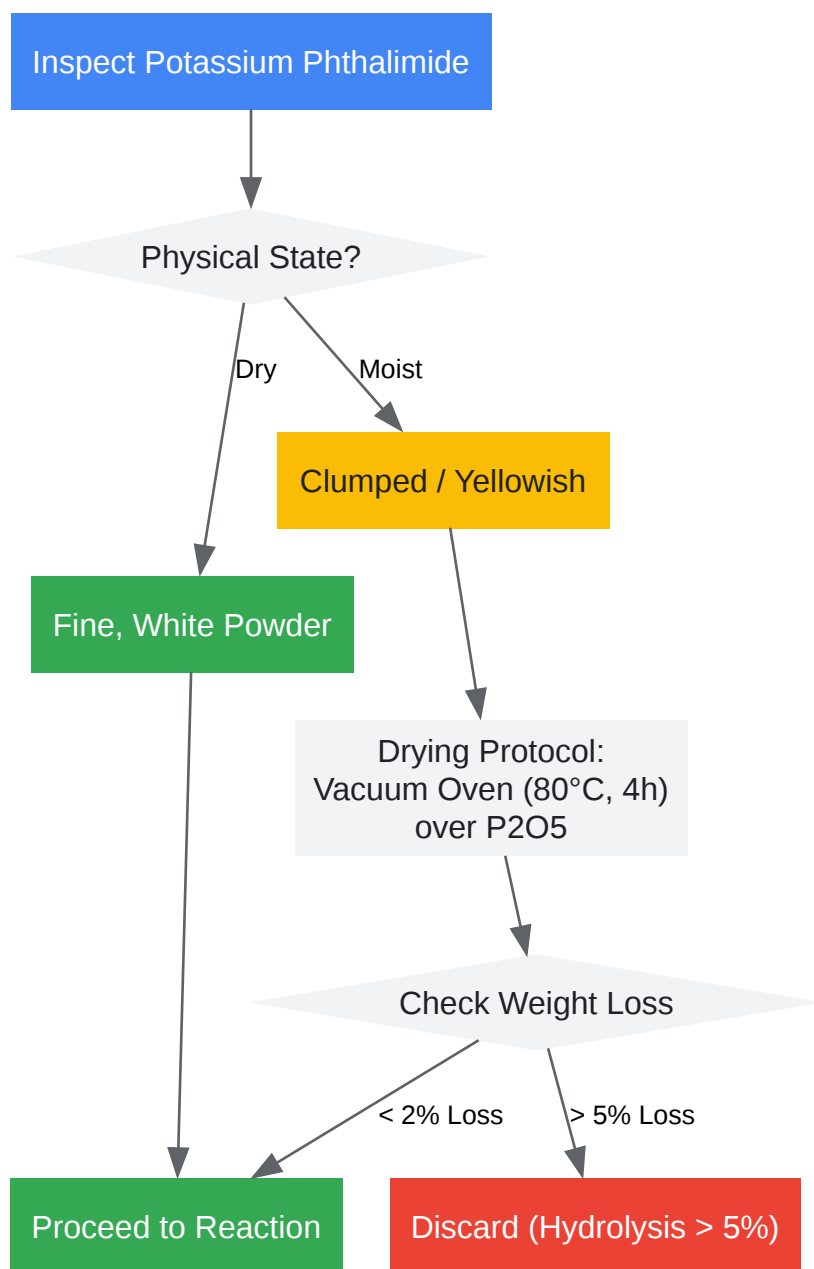 Inspect Potassium Phthalimide
Physical State?
Dry
Moist
Clumped / Yellowish
Fine, White Powder
Drying Protocol:
Vacuum Oven (80°C, 4h)
over P2O5
Check Weight Loss
< 2% Loss
> 5% Loss
Proceed to Reaction
Discard (Hydrolysis > 5%)